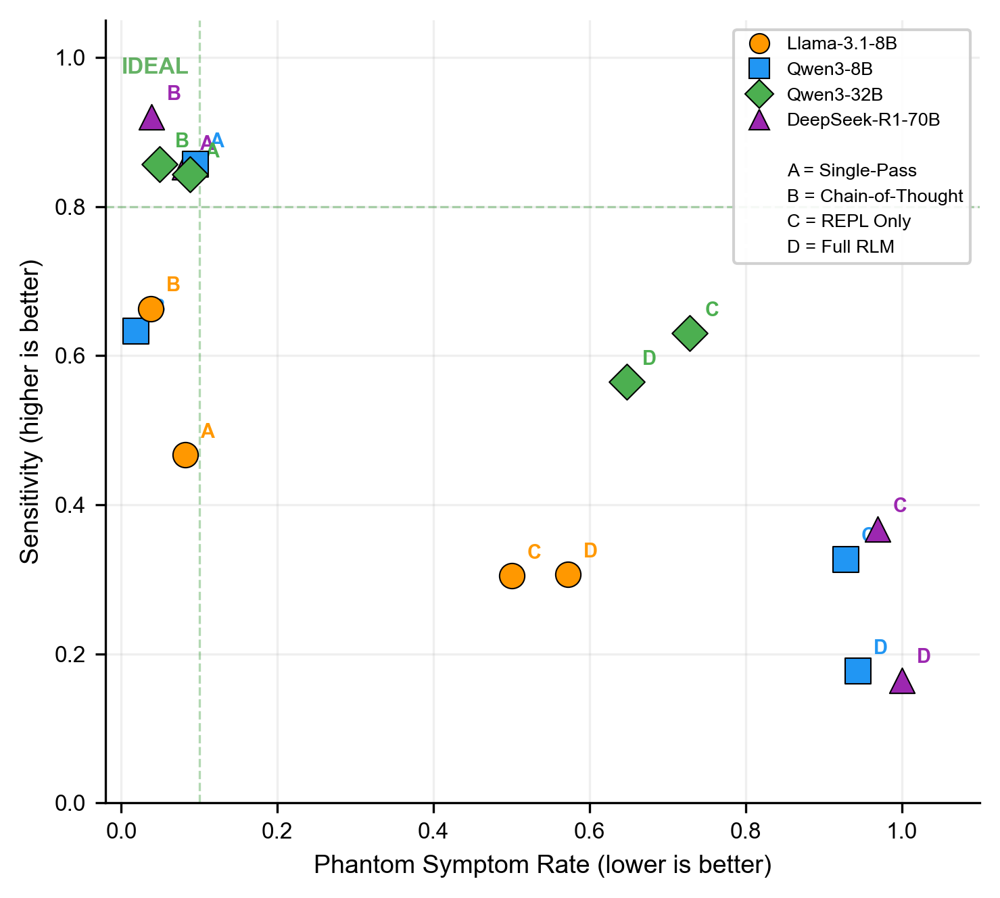 1.0
0.8
0.6
0.4
0.2
0.0
Sensitivity (higher is better)
IDEAL
B
B
A
A
A
B
A
C
D
C
D
C
C
D
D
Llama-3.1-8B
Qwen3-8B
Qwen3-32B
DeepSeek-R1-70B
A = Single-Pass
B = Chain-of-Thought
C = REPL Only
D = Full RLM
0.0 0.2 0.4 0.6 0.8 1.0
Phantom Symptom Rate (lower is better)